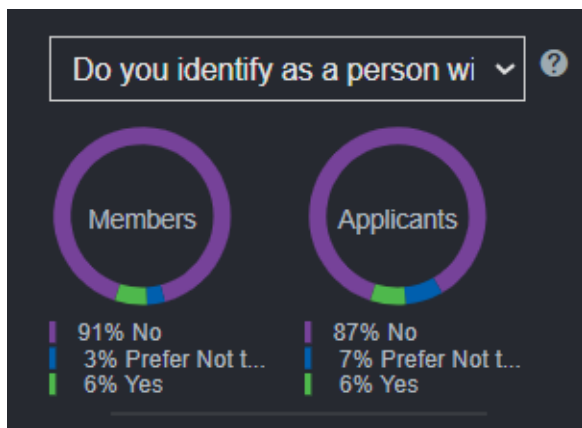 Do you identify as a person wi
Members
Applicants
91% No
3% Prefer Not t...
6% Yes
87% No
7% Prefer Not t...
6% Yes